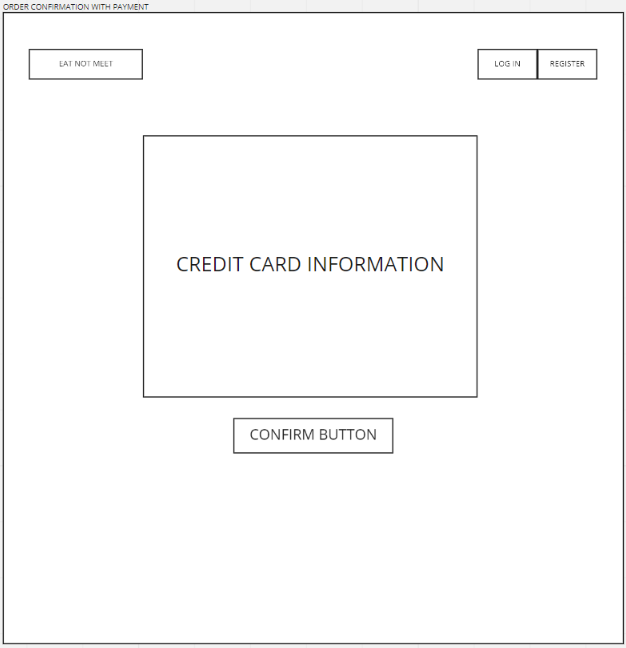 ORDER CONFIRMATION WITH PAYMENT
EAT NOT MEET
LOG IN
REGISTER
CREDIT CARD INFORMATION
CONFIRM BUTTON